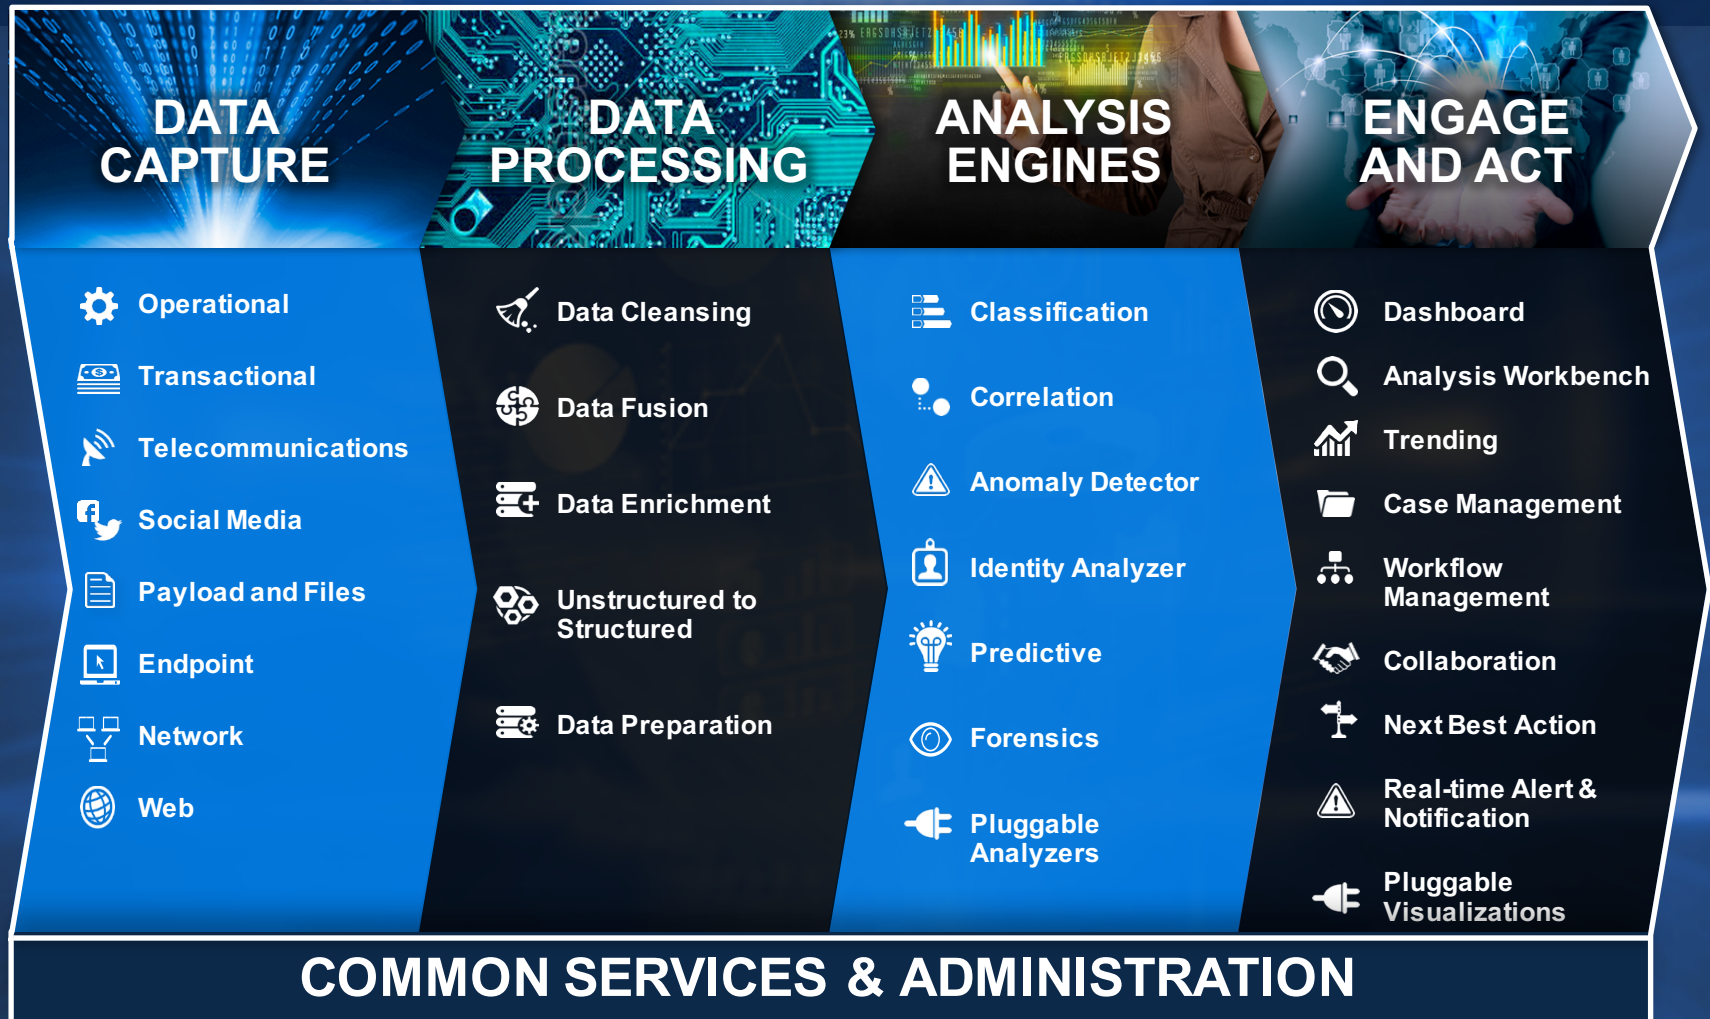 DATA
CAPTURE
DATA
PROCESSING
ANALYSIS
ENGINES
ENGAGE
AND ACT
Operational
Transactional
Telecommunications
Social Media
Payload and Files
Endpoint
Network
Web
Data Cleansing
Data Fusion
Data Enrichment
Unstructured to
Structured
Data Preparation
Classification
Correlation
Anomaly Detector
Identity Analyzer
Predictive
Forensics
Pluggable
Analyzers
Dashboard
Analysis Workbench
Trending
Case Management
Workflow
Management
Collaboration
Next Best Action
Real-time Alert &
Notification
Pluggable
Visualizations
COMMON SERVICES & ADMINISTRATION